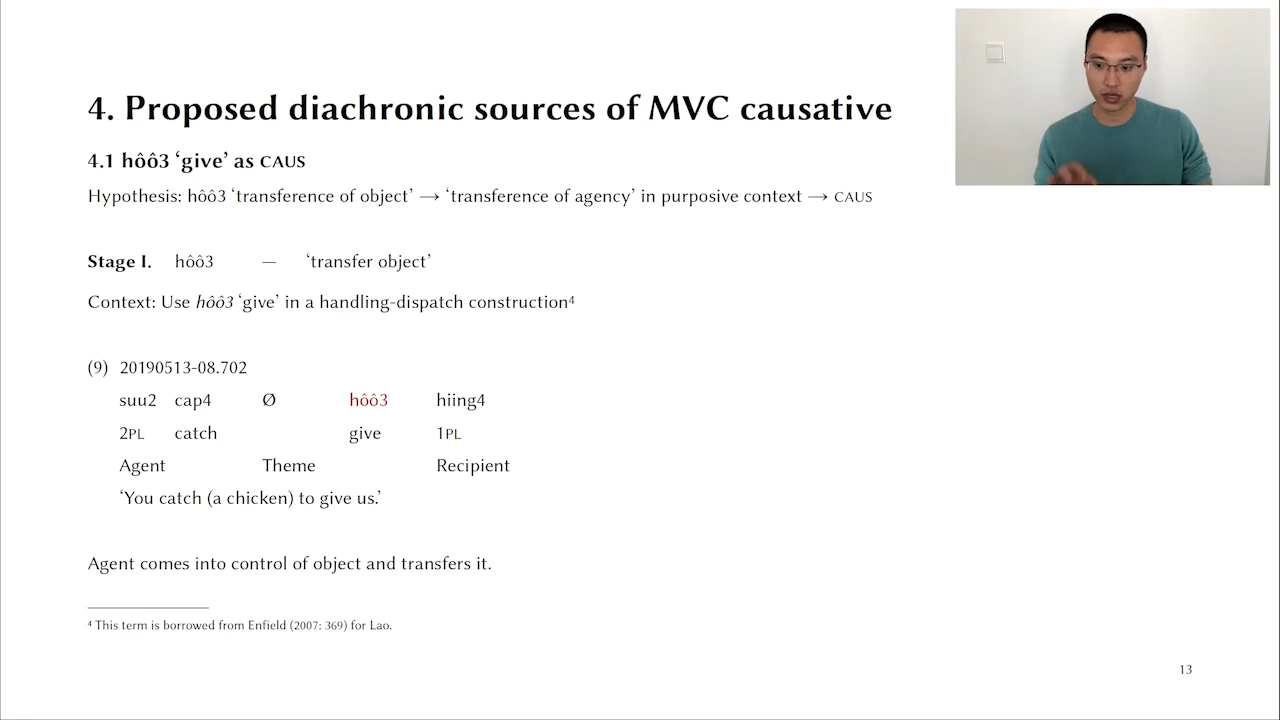 4. Proposed diachronic sources of MVC causative
4.1 hôô3 ‘give’ as CAUS
Hypothesis: hôô3 ‘transference of object’ → ‘transference of agency’ in purposive context → CAUS
Stage I. hôô3 — ‘transfer object’
Context: Use hôô3 ‘give’ in a handling-dispatch construction⁴
(9) 20190513-08.702
suu2 cap4 Ø hôô3 hiing4
2PL catch give 1PL
Agent Theme Recipient
‘You catch (a chicken) to give us.’
Agent comes into control of object and transfers it.
⁴ This term is borrowed from Enfield (2007: 369) for Lao.
13